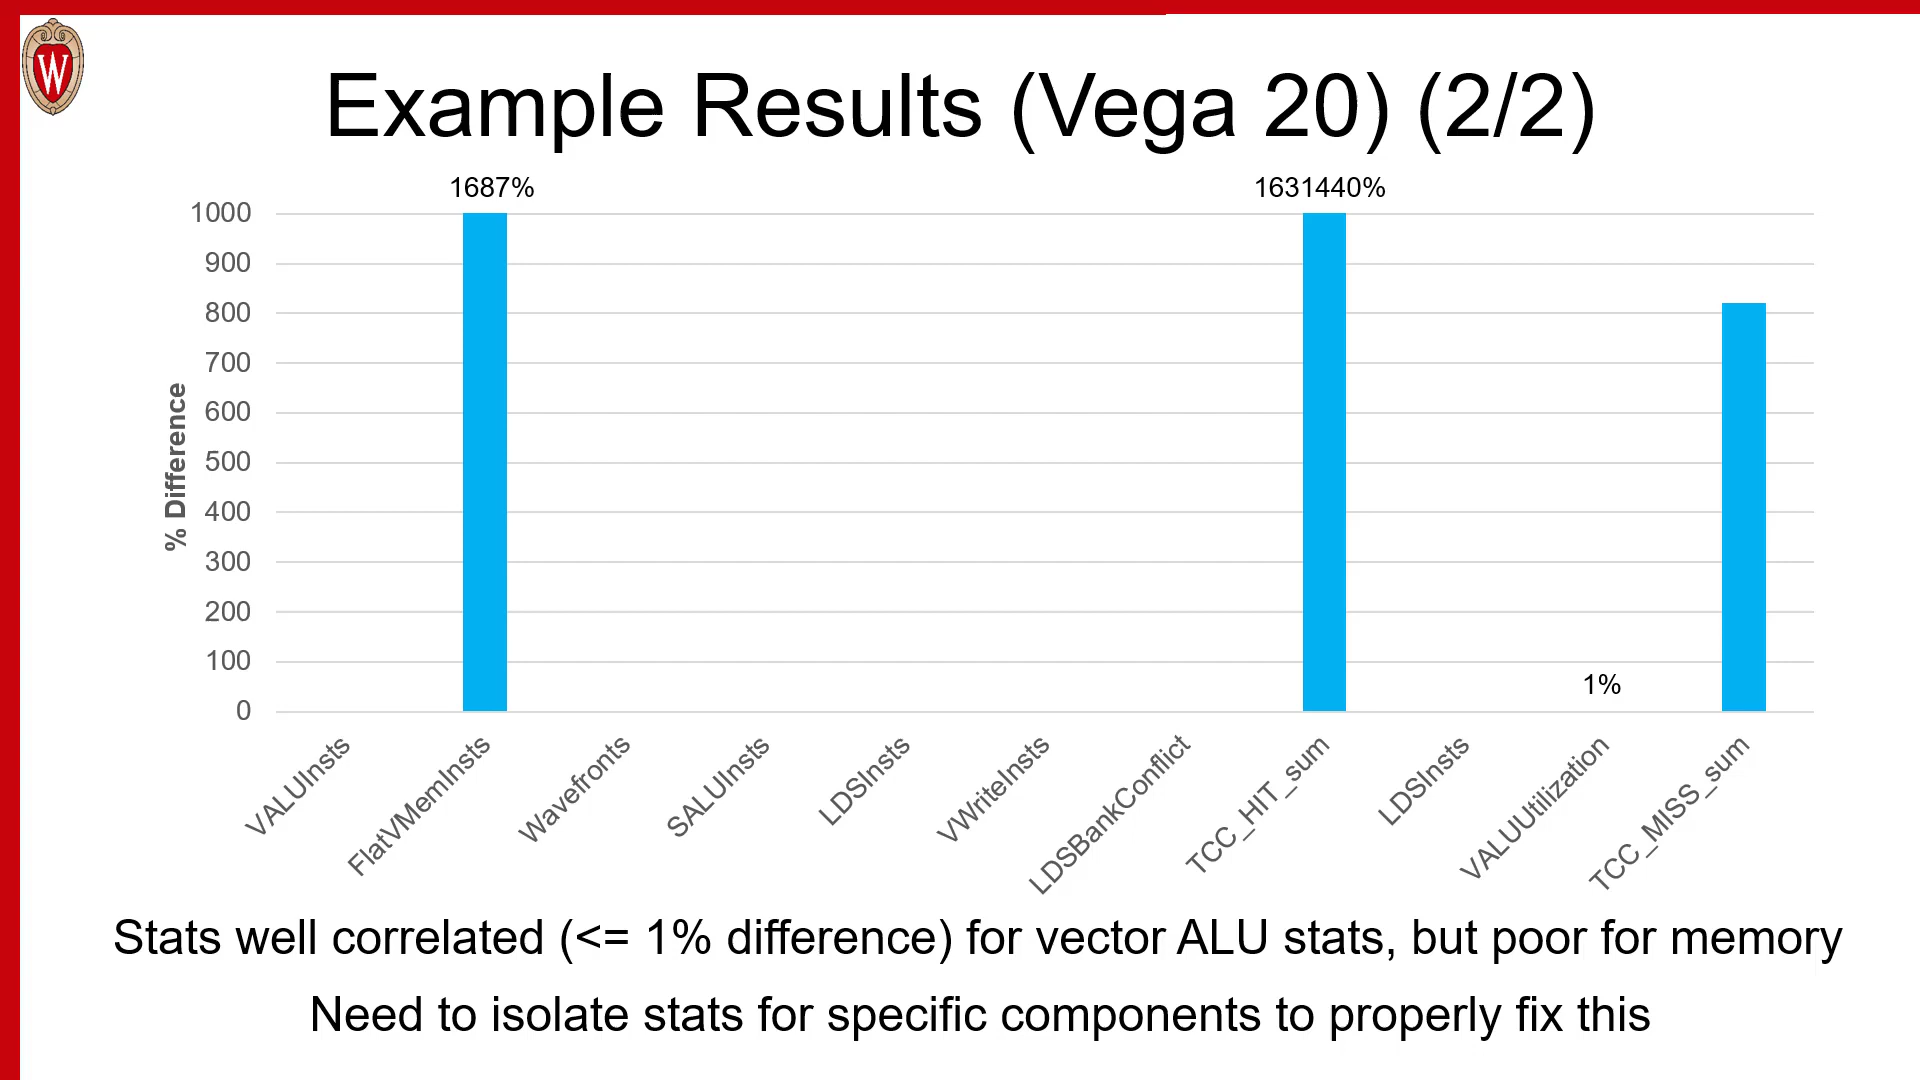 W
Example Results (Vega 20) (2/2)
1687%
1631440%
1000
900
800
700
600
500
400
300
200
100
0
% Difference
1%
VALUInsts
FlatVMemInsts
Wavefronts
SALUInsts
LDSInsts
VWriteInsts
LDSBankConflict
TCC_HIT_sum
LDSInsts
VALUUtilization
TCC_MISS_sum
Stats well correlated (<= 1% difference) for vector ALU stats, but poor for memory
Need to isolate stats for specific components to properly fix this